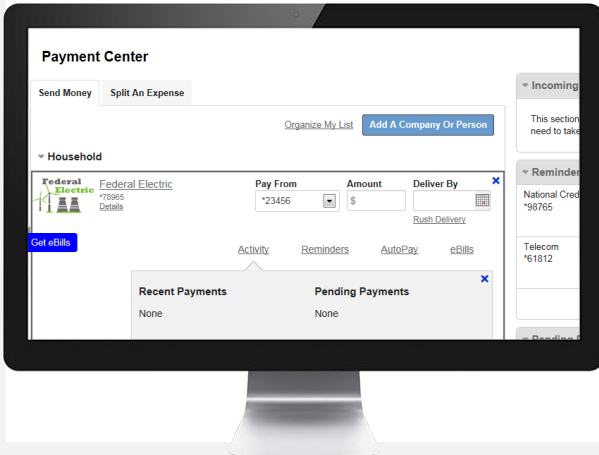 Payment Center
Send Money
Split An Expense
Organize My List
Add A Company Or Person
Household
Federal
Electric
Federal Electric
*78965
Details
Pay From
*23456
Amount
$
Deliver By
Rush Delivery
Get eBills
Activity
Reminders
AutoPay
eBills
Recent Payments
None
Pending Payments
None
Incoming
This section
need to take
Reminder
National Cred
*98765
Telecom
*61812
Pending